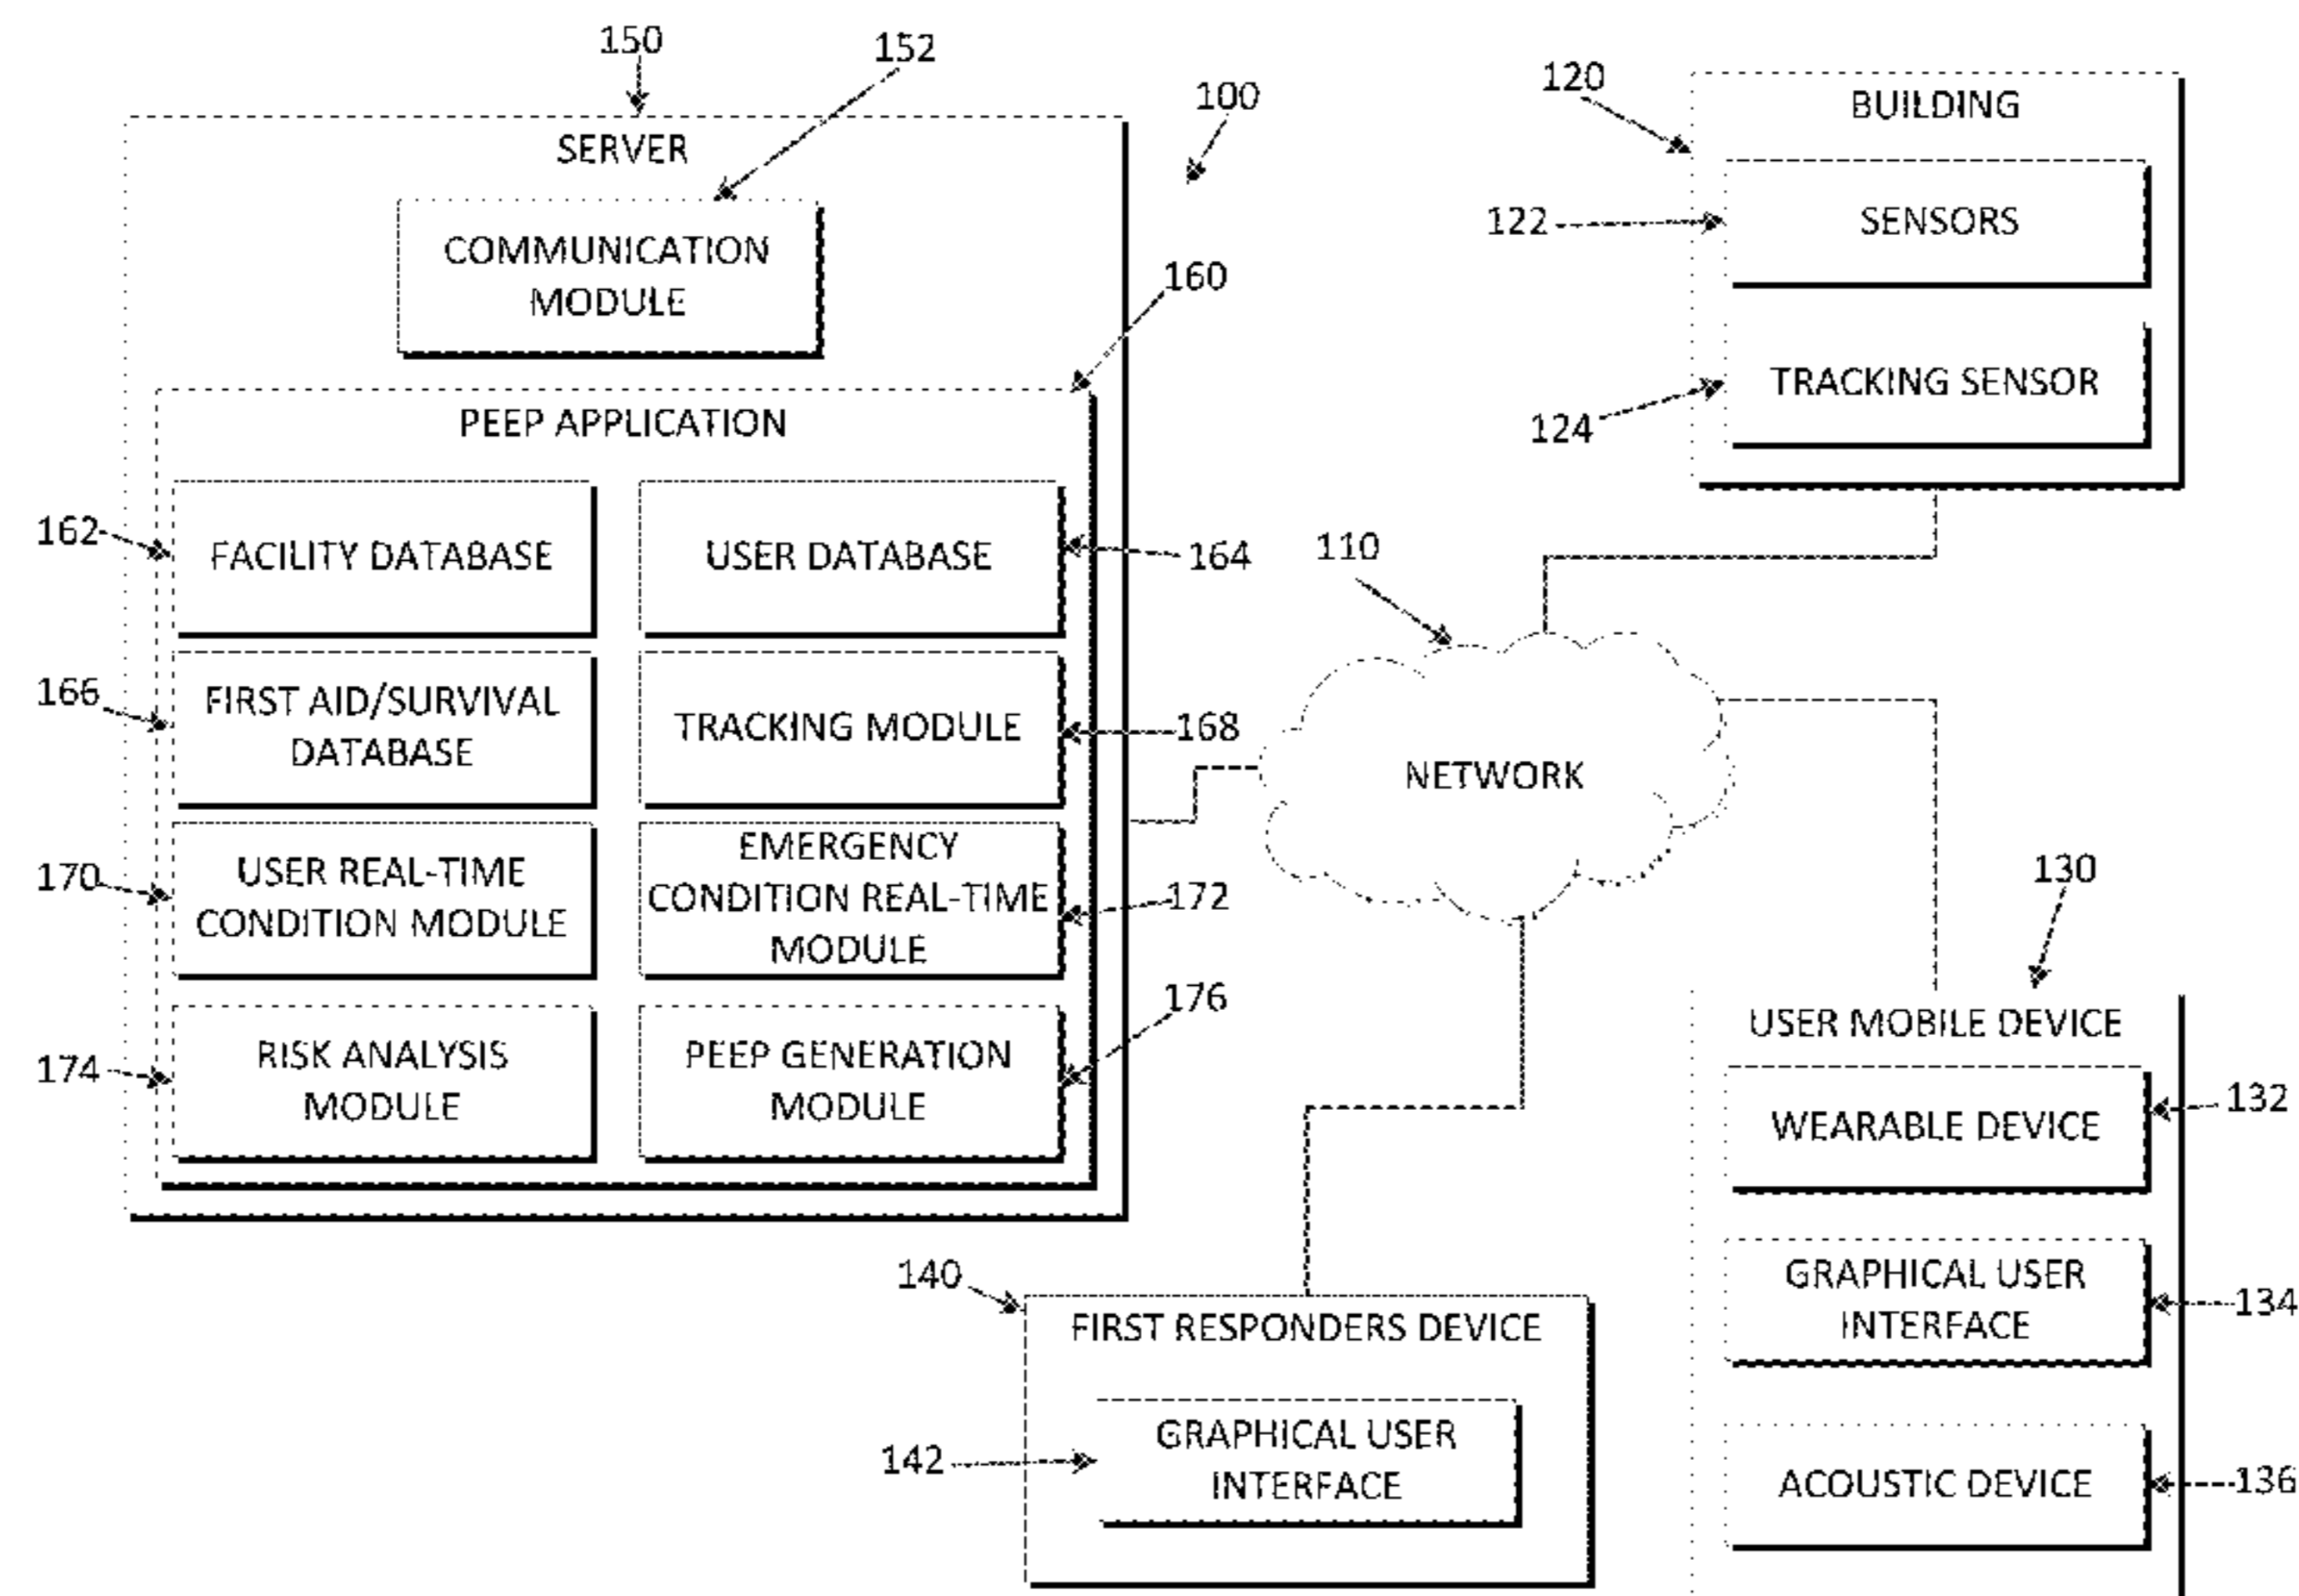 150
152
100
SERVER
COMMUNICATION
MODULE
160
PEEP APPLICATION
162
FACILITY DATABASE
USER DATABASE
164
166
FIRST AID/SURVIVAL
DATABASE
TRACKING MODULE
168
170
USER REAL-TIME
CONDITION MODULE
EMERGENCY
CONDITION REAL-TIME
MODULE
172
174
RISK ANALYSIS
MODULE
PEEP GENERATION
MODULE
176
120
BUILDING
122
SENSORS
124
TRACKING SENSOR
110
NETWORK
130
USER MOBILE DEVICE
WEARABLE DEVICE
132
GRAPHICAL USER
INTERFACE
134
ACOUSTIC DEVICE
136
140
FIRST RESPONDERS DEVICE
142
GRAPHICAL USER
INTERFACE